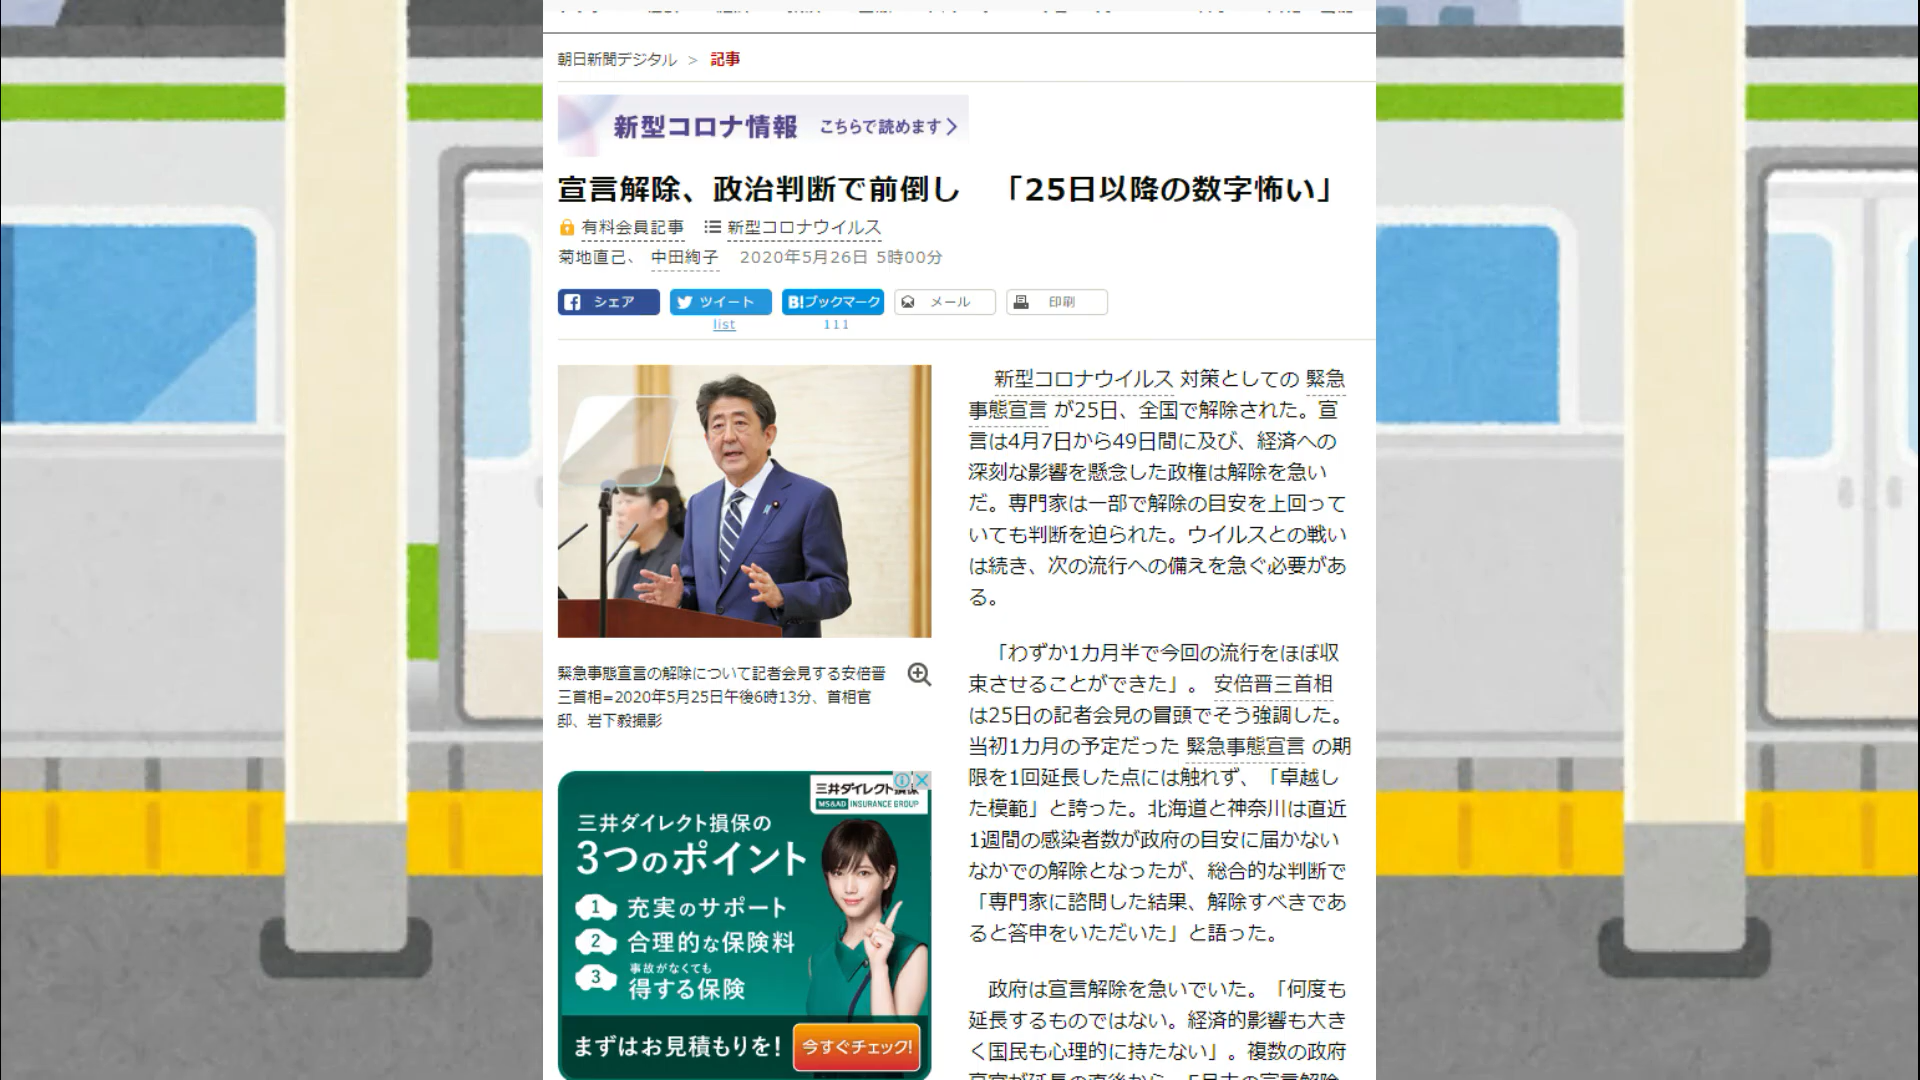 朝日新聞デジタル > 記事
新型コロナ情報 こちらで読めます
宣言解除、政治判断で前倒し 「25日以降の数字怖い」
有料会員記事 新型コロナウイルス
菊地直己、 中田絢子 2020年5月26日 5時00分
シェア ツイート B!ブックマーク メール 印刷
list 111
新型コロナウイルス 対策としての 緊急
事態宣言 が25日、全国で解除された。宣
言は4月7日から49日間に及び、経済への
深刻な影響を懸念した政権は解除を急い
だ。専門家は一部で解除の目安を上回って
いても判断を迫られた。ウイルスとの戦い
は続き、次の流行への備えを急ぐ必要があ
る。
「わずか1カ月半で今回の流行をほぼ収
束させることができた」。 安倍晋三首相
は25日の記者会見の冒頭でそう強調した。
当初1カ月の予定だった 緊急事態宣言 の期
限を1回延長した点には触れず、「卓越し
た模範」と誇った。北海道と神奈川は直近
1週間の感染者数が政府の目安に届かない
なかでの解除となったが、総合的な判断で
「専門家に諮問した結果、解除すべきであ
ると答申をいただいた」と語った。
政府は宣言解除を急いでいた。「何度も
延長するものではない。経済的影響も大き
く国民も心理的に持たない」。複数の政府
緊急事態宣言の解除について記者会見する安倍晋
三首相=2020年5月25日午後6時13分、首相官
邸、岩下毅撮影
三井ダイレクト損保
MS&AD INSURANCE GROUP
三井ダイレクト損保の
3つのポイント
1 充実のサポート
2 合理的な保険料
3 事故がなくても
得する保険
まずはお見積もりを! 今すぐチェック!